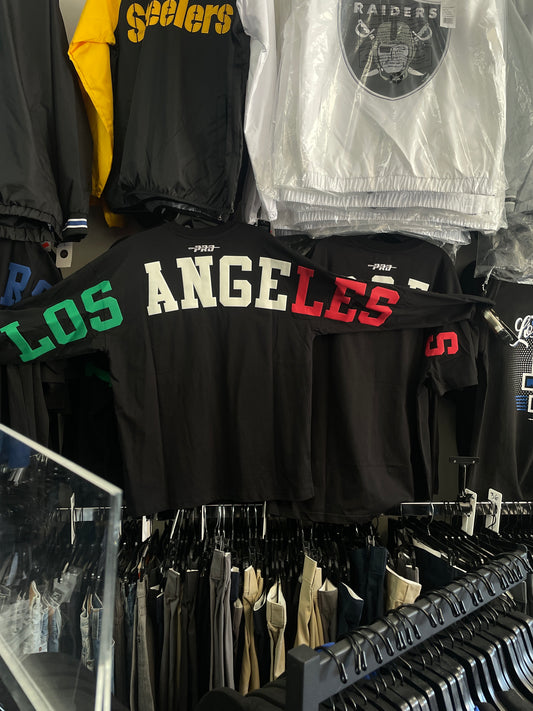 Steelers
RAIDERS
PRO
LOS ANGELES
PRO
S